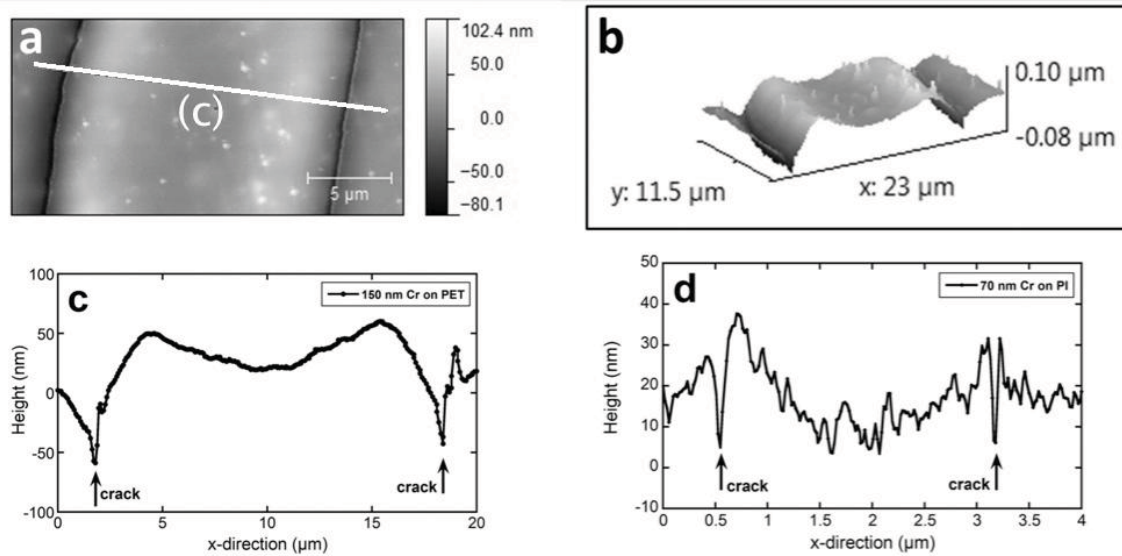 a
(c)
5 µm
102.4 nm
50.0
0.0
−50.0
−80.1
b
0.10 µm
-0.08 µm
y: 11.5 µm
x: 23 µm
c
150 nm Cr on PET
100
50
0
-50
-100
Height (nm)
crack
crack
0
5
10
15
20
x-direction (µm)
d
70 nm Cr on PI
50
40
30
20
10
0
-10
Height (nm)
crack
crack
0
0.5
1
1.5
2
2.5
3
3.5
4
x-direction (µm)